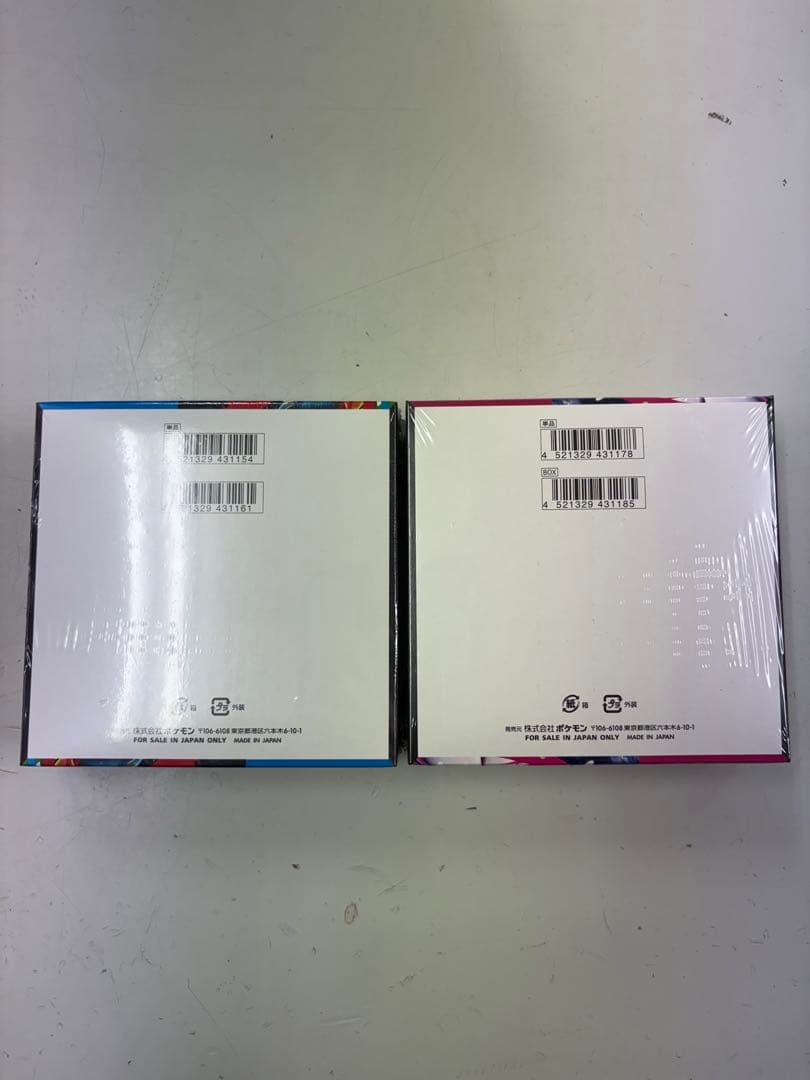 単品
21329 431154
21329 431161
箱 プラ 外装
株式会社ポケモン 〒106-6108 東京都港区六本木6-10-1
FOR SALE IN JAPAN ONLY MADE IN JAPAN
単品
4 521329 431178
BOX
4 521329 431185
紙 箱 プラ 外装
発売元 株式会社ポケモン 〒106-6108 東京都港区六本木6-10-1
FOR SALE IN JAPAN ONLY MADE IN JAPAN